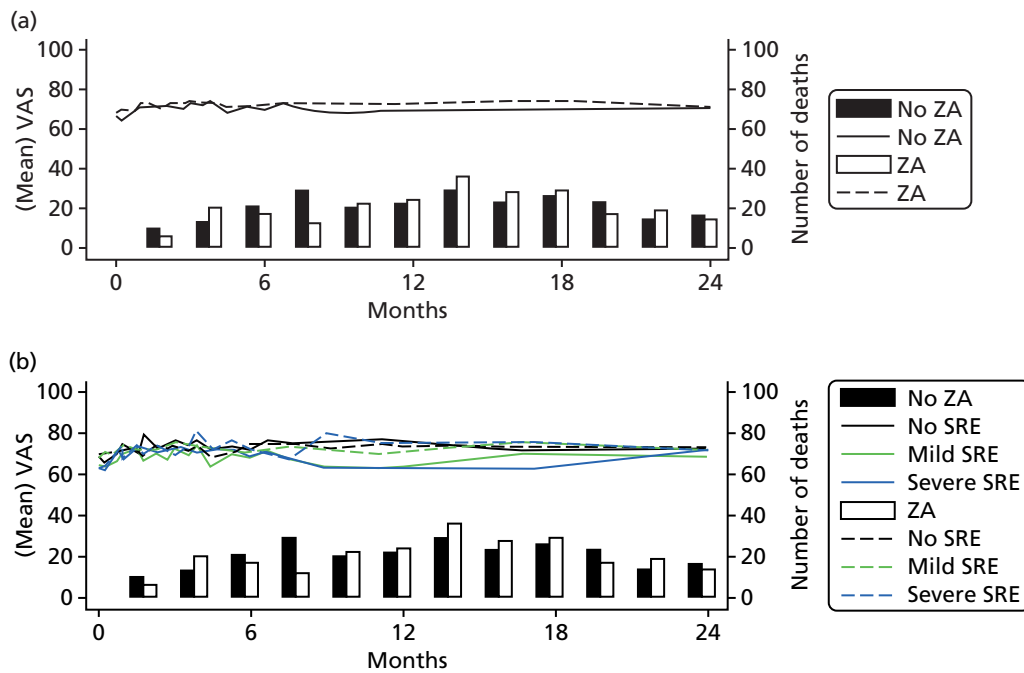 (a)
100
80
60
40
20
0
(Mean) VAS
100
80
60
40
20
0
Number of deaths
0 6 12 18 24
Months
No ZA
No ZA
ZA
ZA
(b)
100
80
60
40
20
0
(Mean) VAS
100
80
60
40
20
0
Number of deaths
0 6 12 18 24
Months
No ZA
No SRE
Mild SRE
Severe SRE
ZA
No SRE
Mild SRE
Severe SRE